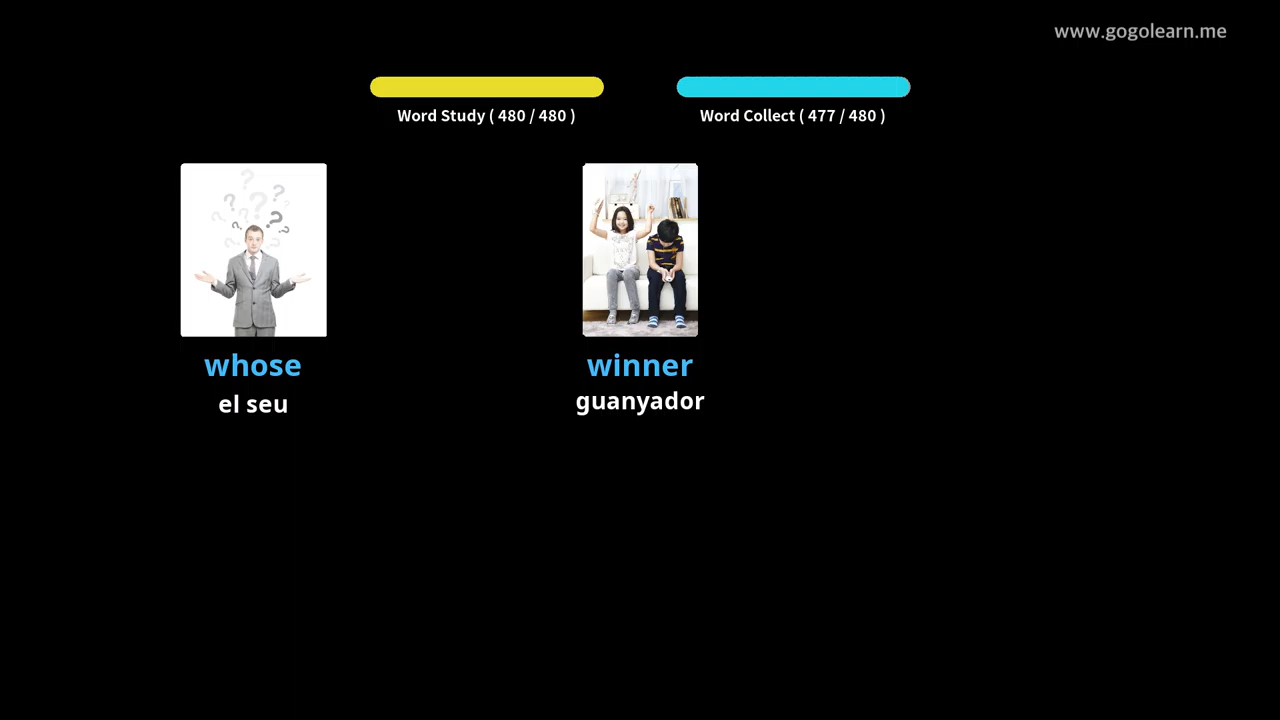 www.gogolearn.me
Word Study ( 480 / 480 )
Word Collect ( 477 / 480 )
whose
el seu
winner
guanyador